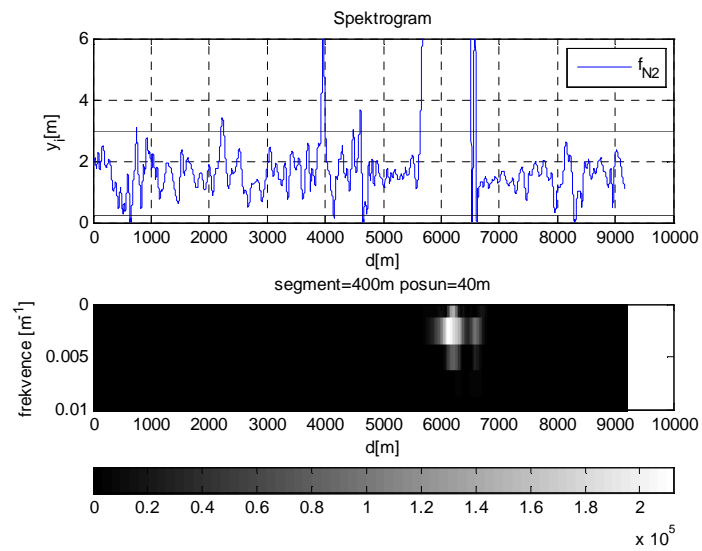 Spektrogram
6
4
2
0
y_i[m]
f_N2
0 1000 2000 3000 4000 5000 6000 7000 8000 9000 10000
d[m]
segment=400m posun=40m
0
0.005
0.01
frekvence [m^-1]
0 1000 2000 3000 4000 5000 6000 7000 8000 9000 10000
d[m]
0 0.2 0.4 0.6 0.8 1 1.2 1.4 1.6 1.8 2
x 10^5